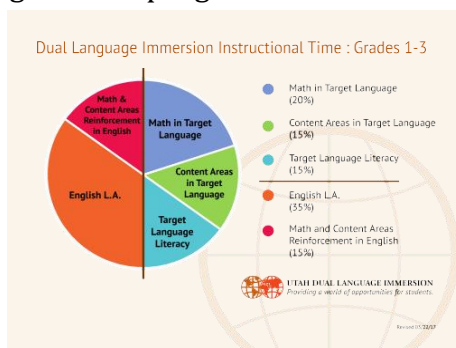 Dual Language Immersion Instructional Time : Grades 1-3
Math &
Content Areas
Reinforcement
in English
Math in Target
Language
Content Areas
in Target
Language
Target
Language
Literacy
English L.A.
Math in Target Language
(20%)
Content Areas in Target Language
(15%)
Target Language Literacy
(15%)
English L.A.
(35%)
Math and Content Areas
Reinforcement in English
(15%)
UTAH DUAL LANGUAGE IMMERSION
Providing a world of opportunities for students.
Revised